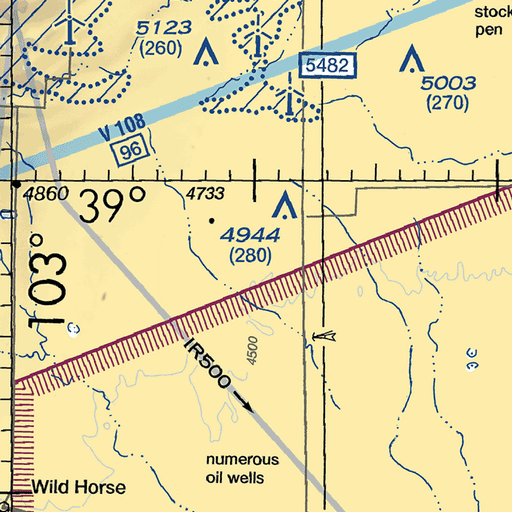 stock
pen
5123
(260)
5482
5003
(270)
V 108
96
4860
39°
4733
4944
(280)
103°
4500
IR500
numerous
oil wells
Wild Horse